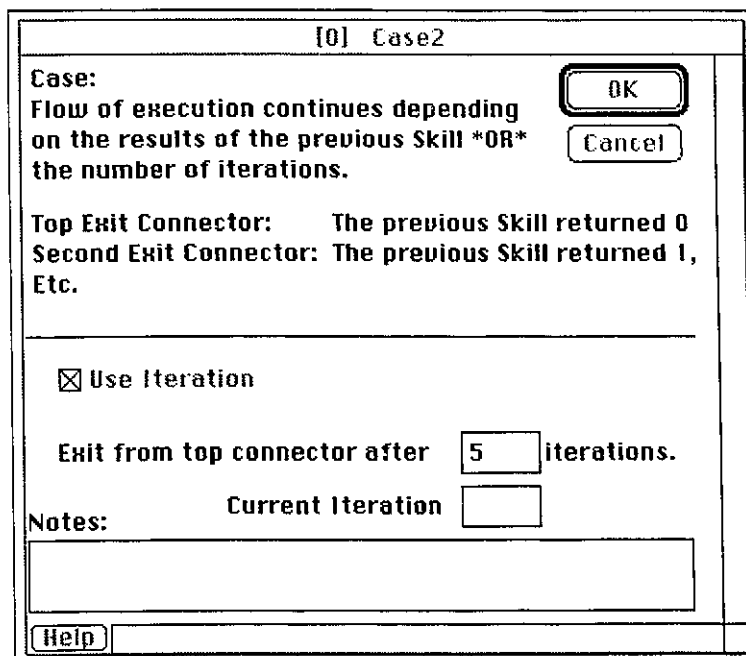 [0] Case2
Case:
Flow of execution continues depending
on the results of the previous Skill *OR*
the number of iterations.
OK
Cancel
Top Exit Connector: The previous Skill returned 0
Second Exit Connector: The previous Skill returned 1,
Etc.
Use Iteration
Exit from top connector after 5 iterations.
Current Iteration
Notes:
Help